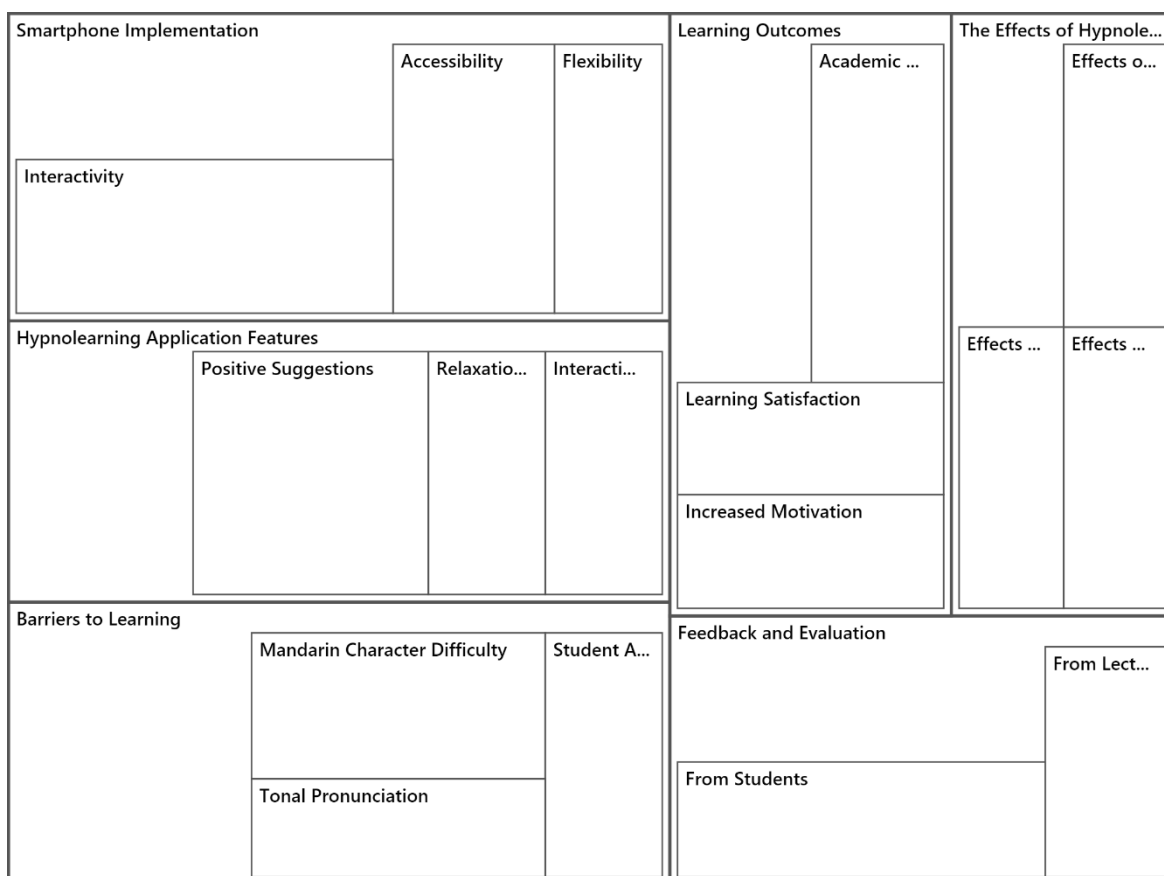 Smartphone Implementation
Accessibility
Flexibility
Interactivity
Hypnolearning Application Features
Positive Suggestions
Relaxatio...
Interacti...
Barriers to Learning
Mandarin Character Difficulty
Student A...
Tonal Pronunciation
Learning Outcomes
Academic ...
Learning Satisfaction
Increased Motivation
The Effects of Hypnole...
Effects o...
Effects ...
Effects ...
Feedback and Evaluation
From Lect...
From Students